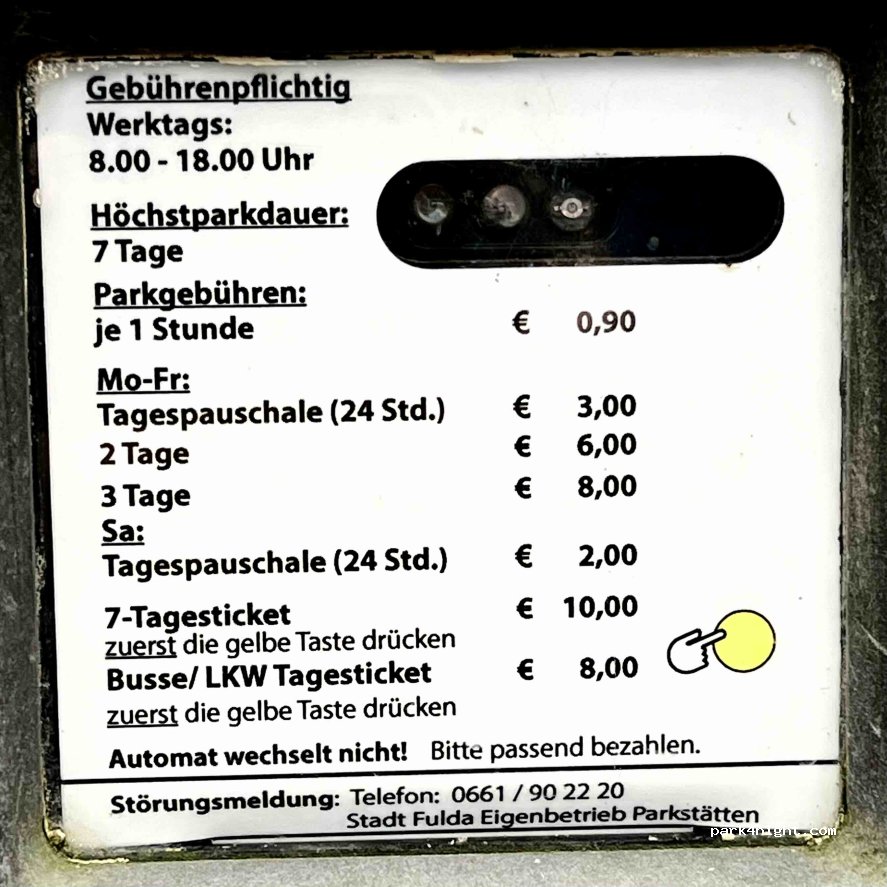 Gebührenpflichtig
Werktags:
8.00 - 18.00 Uhr
Höchstparkdauer:
7 Tage
Parkgebühren:
je 1 Stunde € 0,90
Mo-Fr:
Tagespauschale (24 Std.) € 3,00
2 Tage € 6,00
3 Tage € 8,00
Sa:
Tagespauschale (24 Std.) € 2,00
7-Tagesticket € 10,00
zuerst die gelbe Taste drücken
Busse/ LKW Tagesticket € 8,00
zuerst die gelbe Taste drücken
Automat wechselt nicht! Bitte passend bezahlen.
Störungsmeldung: Telefon: 0661 / 90 22 20
Stadt Fulda Eigenbetrieb Parkstätten
park4night.com